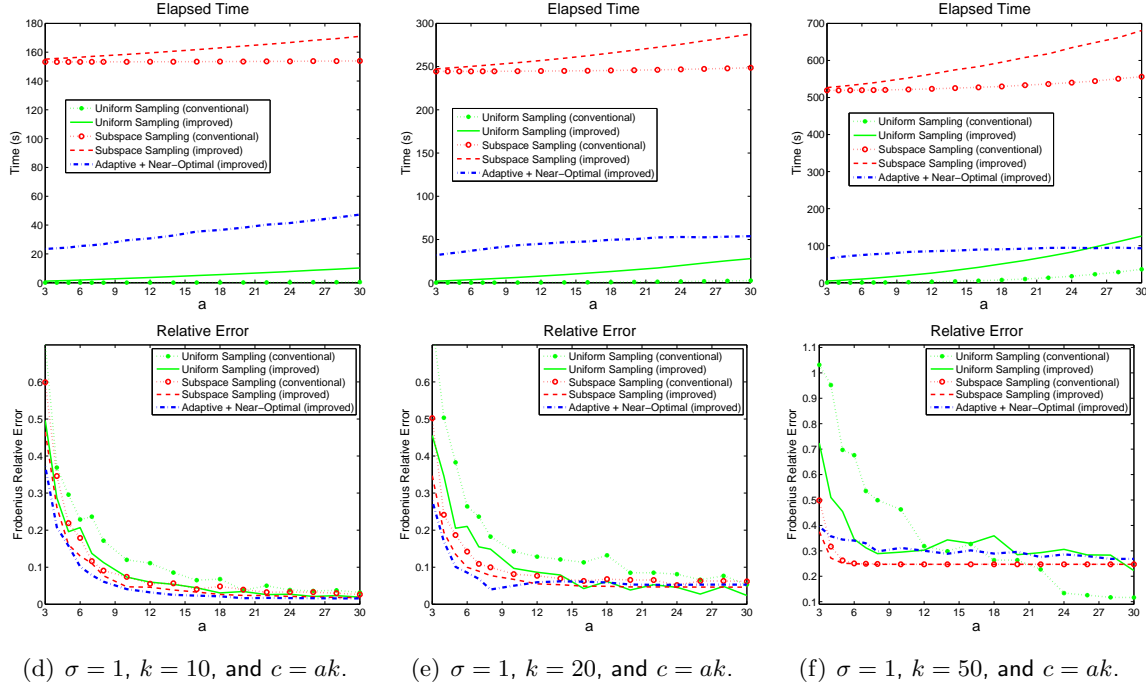 Elapsed Time
180
160
140
120
100
80
60
40
20
0
Time (s)
3 6 9 12 15 18 21 24 27 30
a
Uniform Sampling (conventional)
Uniform Sampling (improved)
Subspace Sampling (conventional)
Subspace Sampling (improved)
Adaptive + Near−Optimal (improved)
Elapsed Time
300
250
200
150
100
50
0
Time (s)
3 6 9 12 15 18 21 24 27 30
a
Uniform Sampling (conventional)
Uniform Sampling (improved)
Subspace Sampling (conventional)
Subspace Sampling (improved)
Adaptive + Near−Optimal (improved)
Elapsed Time
700
600
500
400
300
200
100
0
Time (s)
3 6 9 12 15 18 21 24 27 30
a
Uniform Sampling (conventional)
Uniform Sampling (improved)
Subspace Sampling (conventional)
Subspace Sampling (improved)
Adaptive + Near−Optimal (improved)
Relative Error
0.6
0.5
0.4
0.3
0.2
0.1
0
Frobenius Relative Error
3 6 9 12 15 18 21 24 27 30
a
Uniform Sampling (conventional)
Uniform Sampling (improved)
Subspace Sampling (conventional)
Subspace Sampling (improved)
Adaptive + Near−Optimal (improved)
Relative Error
0.6
0.5
0.4
0.3
0.2
0.1
0
Frobenius Relative Error
3 6 9 12 15 18 21 24 27 30
a
Uniform Sampling (conventional)
Uniform Sampling (improved)
Subspace Sampling (conventional)
Subspace Sampling (improved)
Adaptive + Near−Optimal (improved)
Relative Error
1.1
1
0.9
0.8
0.7
0.6
0.5
0.4
0.3
0.2
0.1
Frobenius Relative Error
3 6 9 12 15 18 21 24 27 30
a
Uniform Sampling (conventional)
Uniform Sampling (improved)
Subspace Sampling (conventional)
Subspace Sampling (improved)
Adaptive + Near−Optimal (improved)
(d) σ = 1, k = 10, and c = ak.
(e) σ = 1, k = 20, and c = ak.
(f) σ = 1, k = 50, and c = ak.